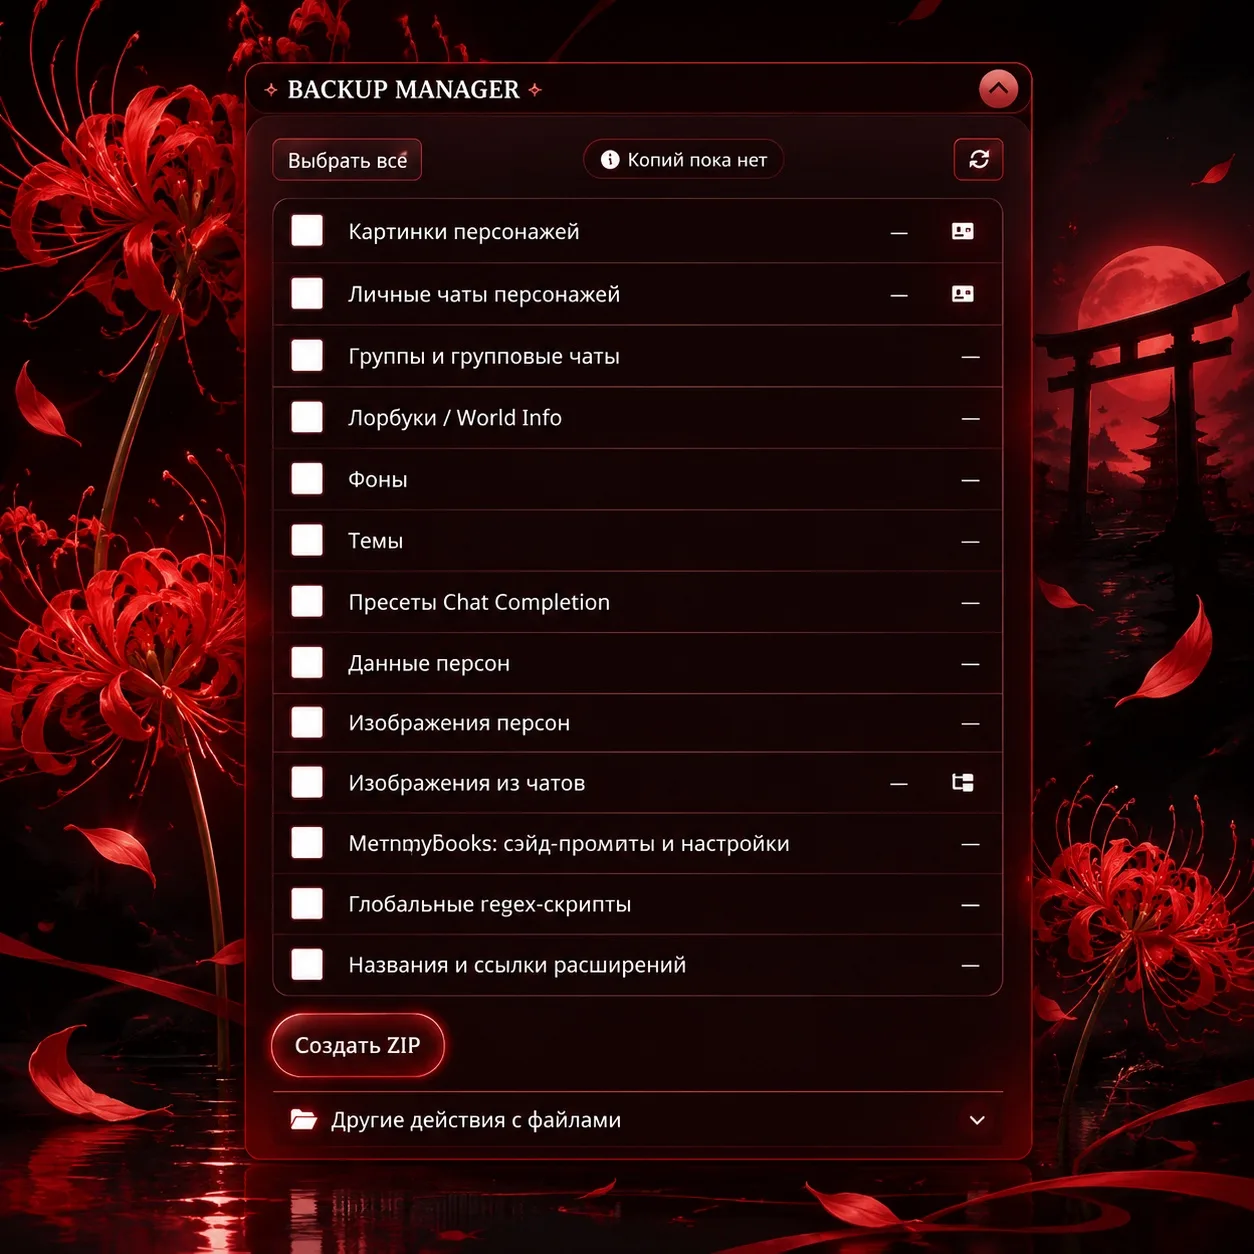 BACKUP MANAGER
Выбрать все
Копий пока нет
Картинки персонажей —
Личные чаты персонажей —
Группы и групповые чаты —
Лорбуки / World Info —
Фоны —
Темы —
Пресеты Chat Completion —
Данные персон —
Изображения персон —
Изображения из чатов —
сэйд-промпты и настройки —
Глобальные regex-скрипты —
Названия и ссылки расширений —
Создать ZIP
Другие действия с файлами